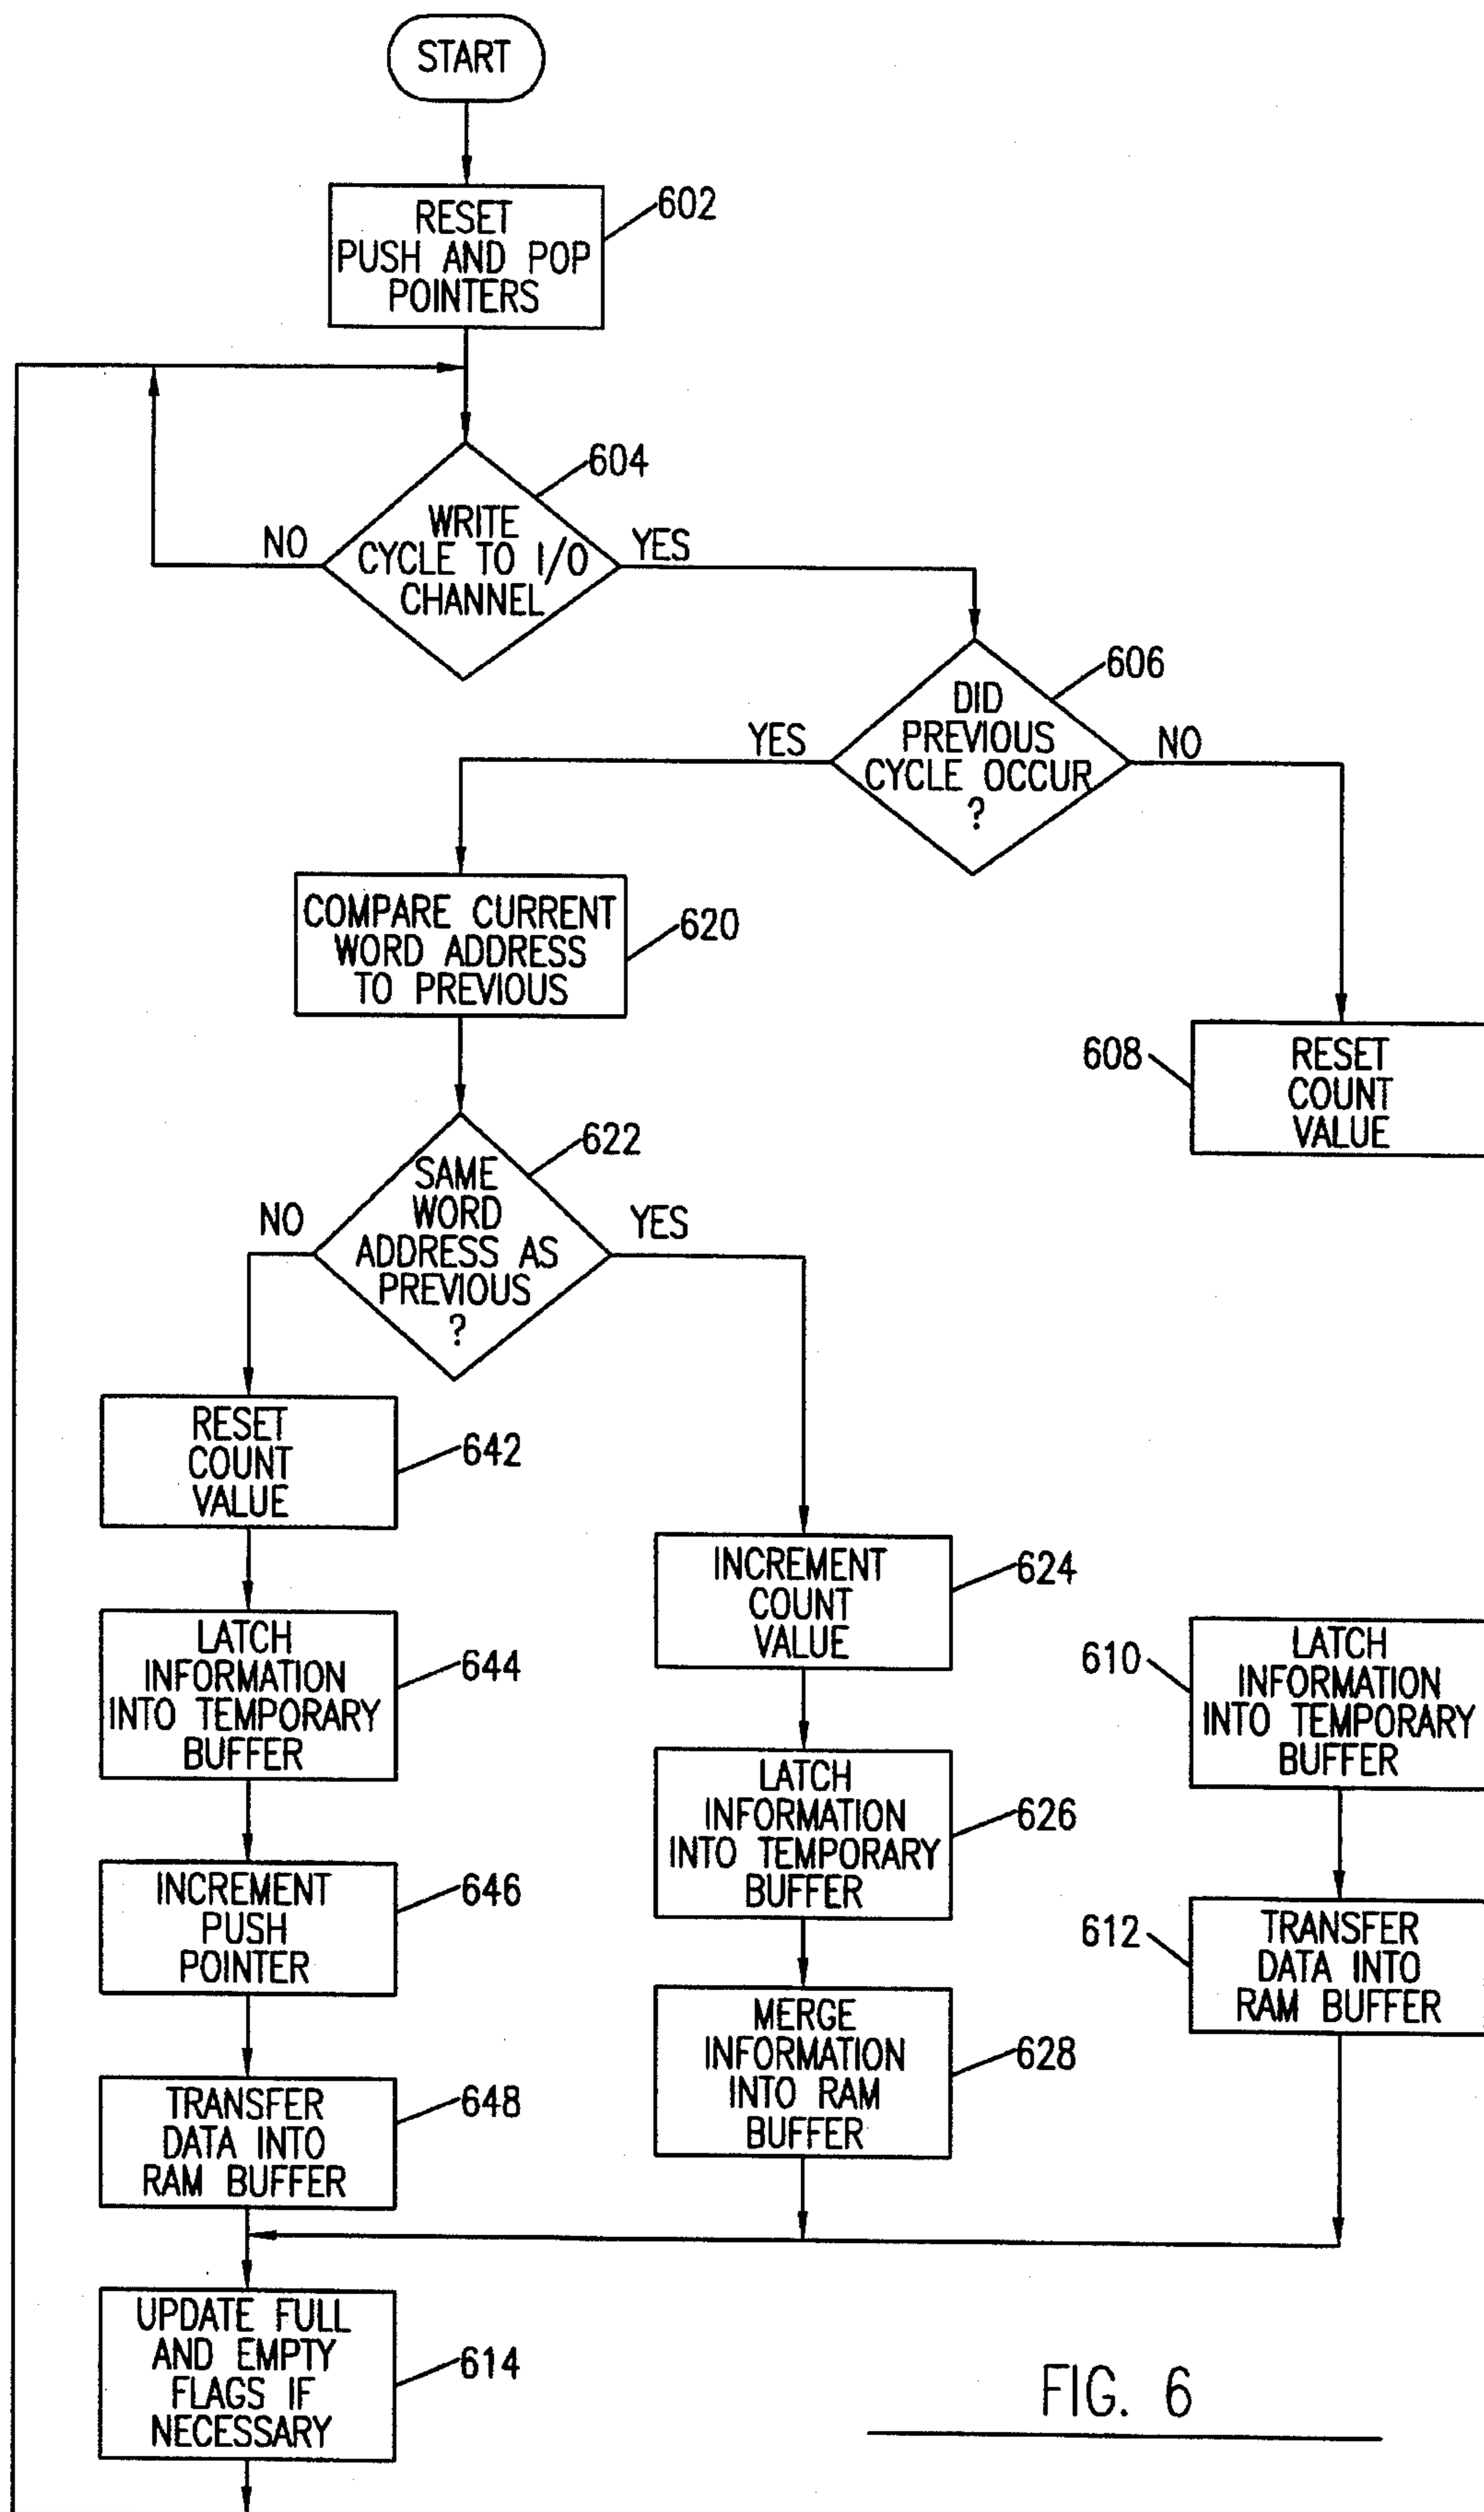 START
RESET
PUSH AND POP
POINTERS
602
604
WRITE
CYCLE TO I/O
CHANNEL
NO
YES
606
DID
PREVIOUS
CYCLE OCCUR
?
YES
NO
COMPARE CURRENT
WORD ADDRESS
TO PREVIOUS
620
608
RESET
COUNT
VALUE
622
SAME
WORD
ADDRESS AS
PREVIOUS
?
NO
YES
RESET
COUNT
VALUE
642
INCREMENT
COUNT
VALUE
624
LATCH
INFORMATION
INTO TEMPORARY
BUFFER
644
610
LATCH
INFORMATION
INTO TEMPORARY
BUFFER
LATCH
INFORMATION
INTO TEMPORARY
BUFFER
626
INCREMENT
PUSH
POINTER
646
612
TRANSFER
DATA INTO
RAM BUFFER
MERGE
INFORMATION
INTO RAM
BUFFER
628
TRANSFER
DATA INTO
RAM BUFFER
648
UPDATE FULL
AND EMPTY
FLAGS IF
NECESSARY
614
FIG. 6